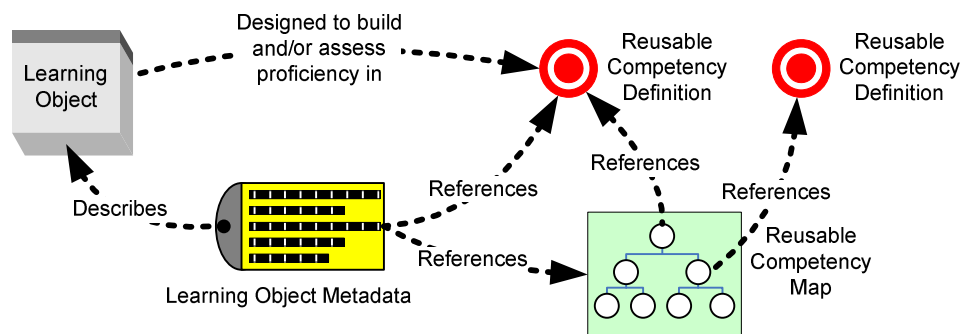 Designed to build
and/or assess
proficiency in
Learning
Object
Reusable
Competency
Definition
Reusable
Competency
Definition
References
References
References
Describes
References
Reusable
Competency
Map
Learning Object Metadata